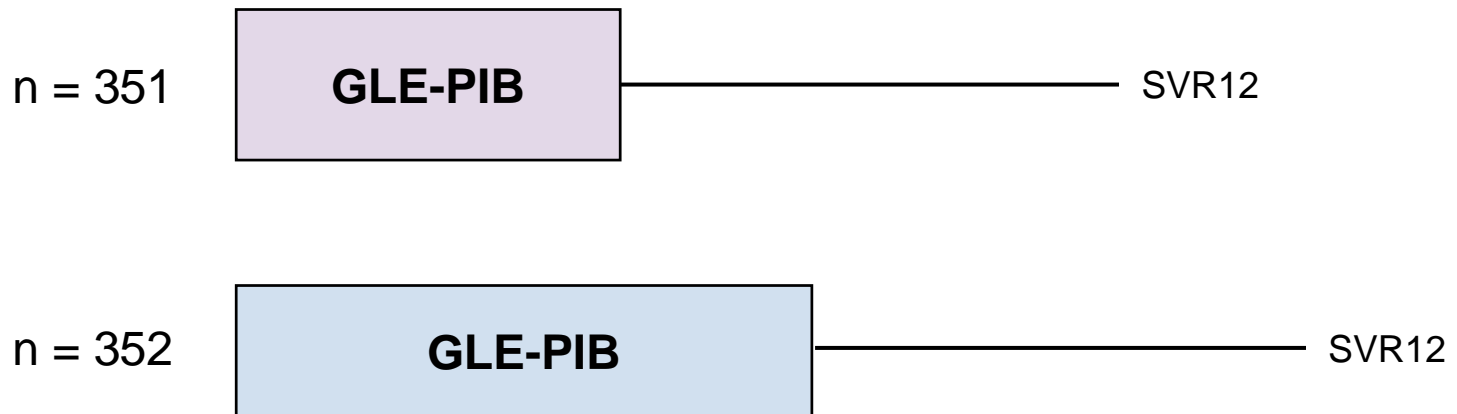 n = 351 GLE-PIB SVR12
n = 352 GLE-PIB SVR12